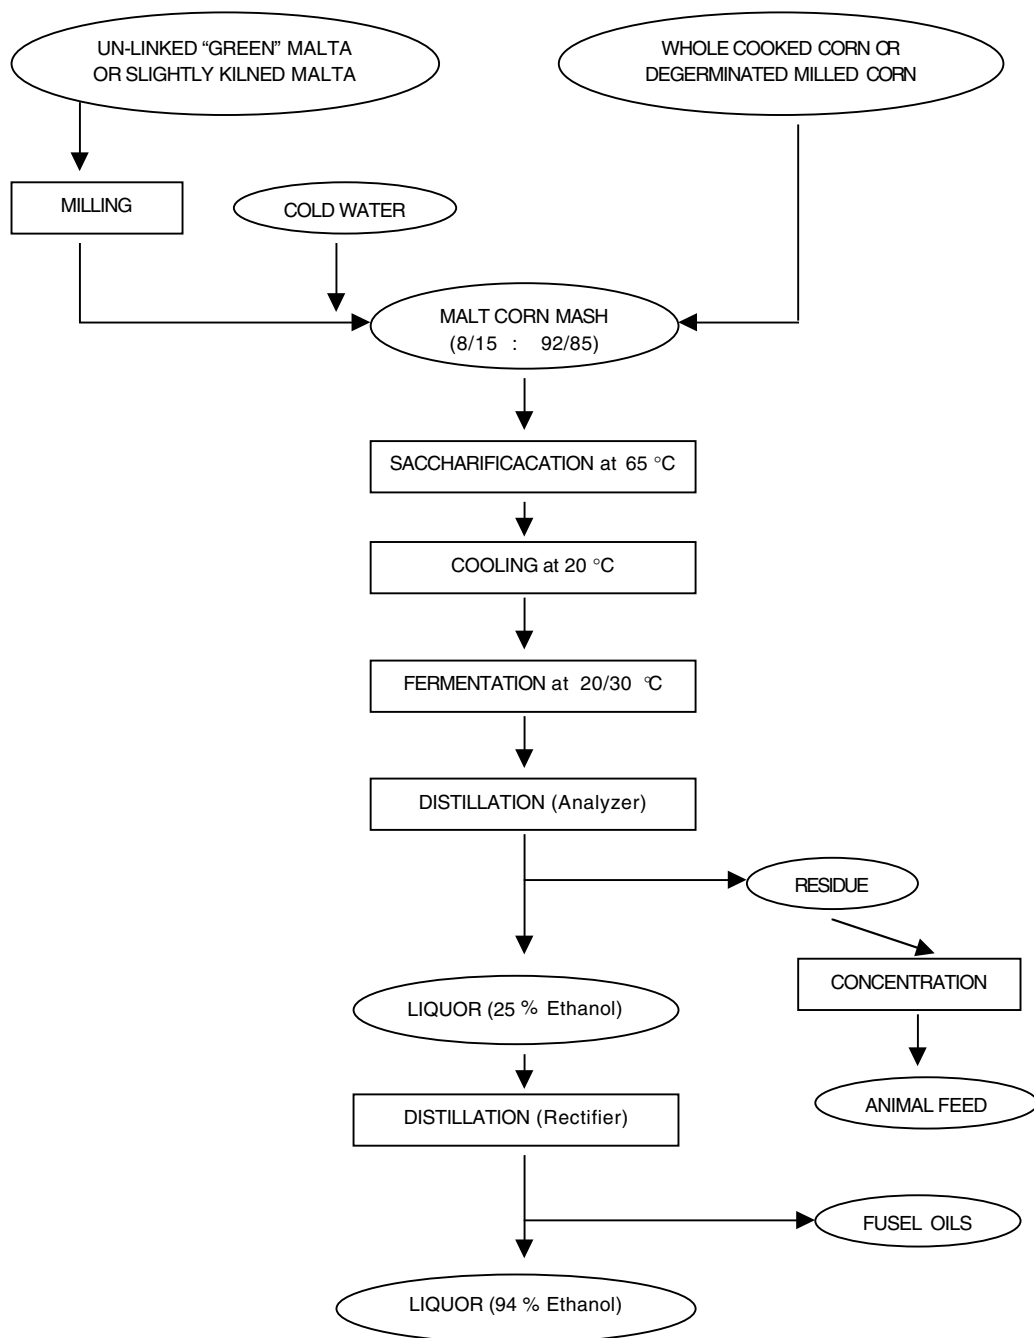 UN-LINKED “GREEN” MALTA
OR SLIGHTLY KILNED MALTA
WHOLE COOKED CORN OR
DEGERMINATED MILLED CORN
MILLING
COLD WATER
MALT CORN MASH
(8/15 : 92/85)
SACCHARIFICACATION at 65 °C
COOLING at 20 °C
FERMENTATION at 20/30 °C
DISTILLATION (Analyzer)
RESIDUE
CONCENTRATION
LIQUOR (25 % Ethanol)
ANIMAL FEED
DISTILLATION (Rectifier)
FUSEL OILS
LIQUOR (94 % Ethanol)